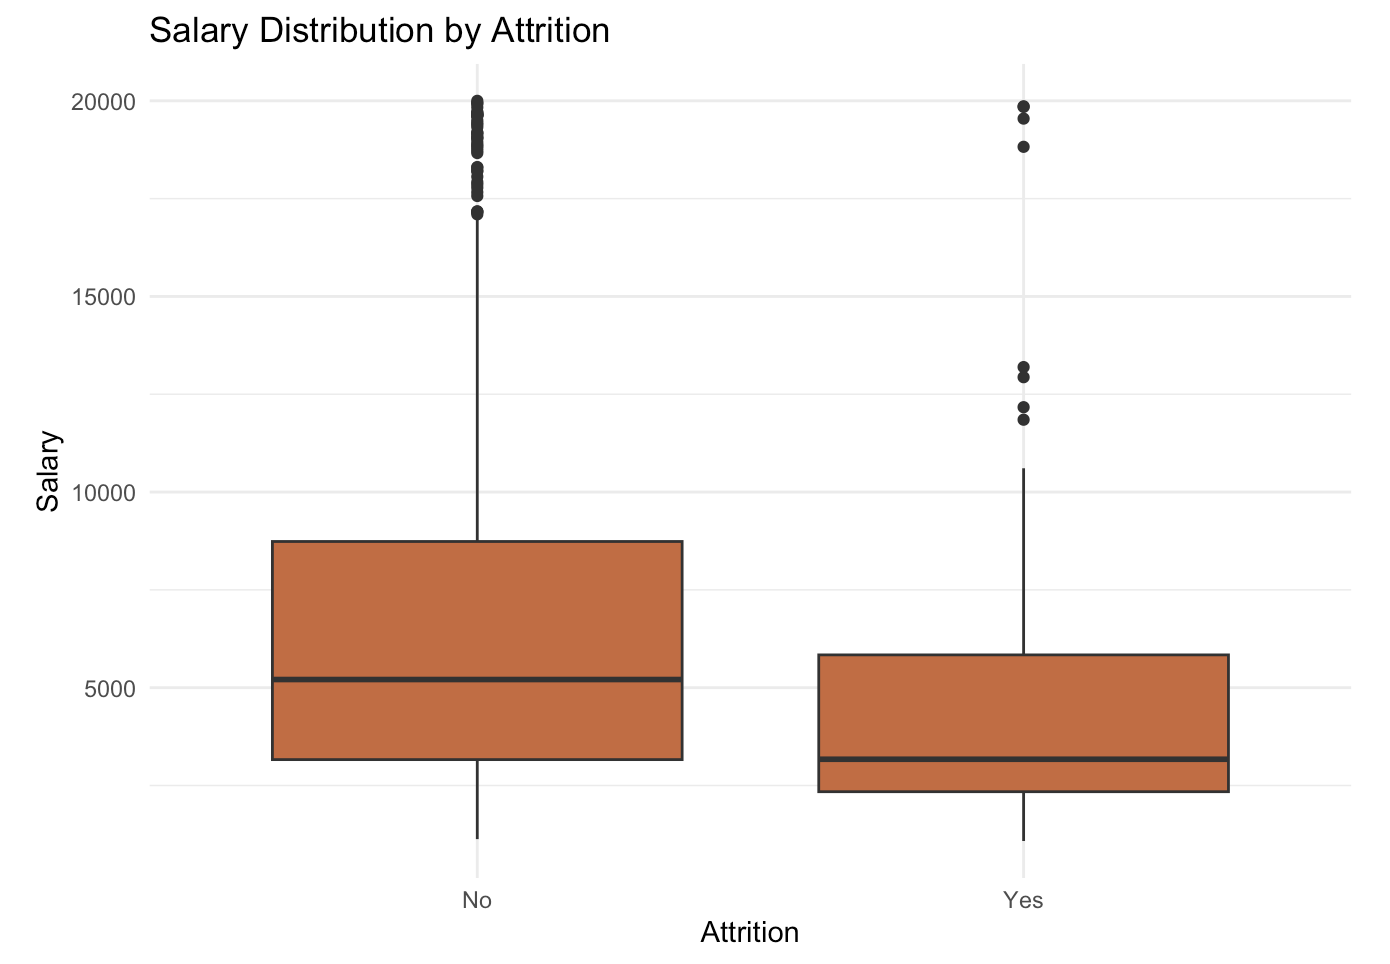 Salary Distribution by Attrition
20000
15000
10000
5000
Salary
No
Yes
Attrition